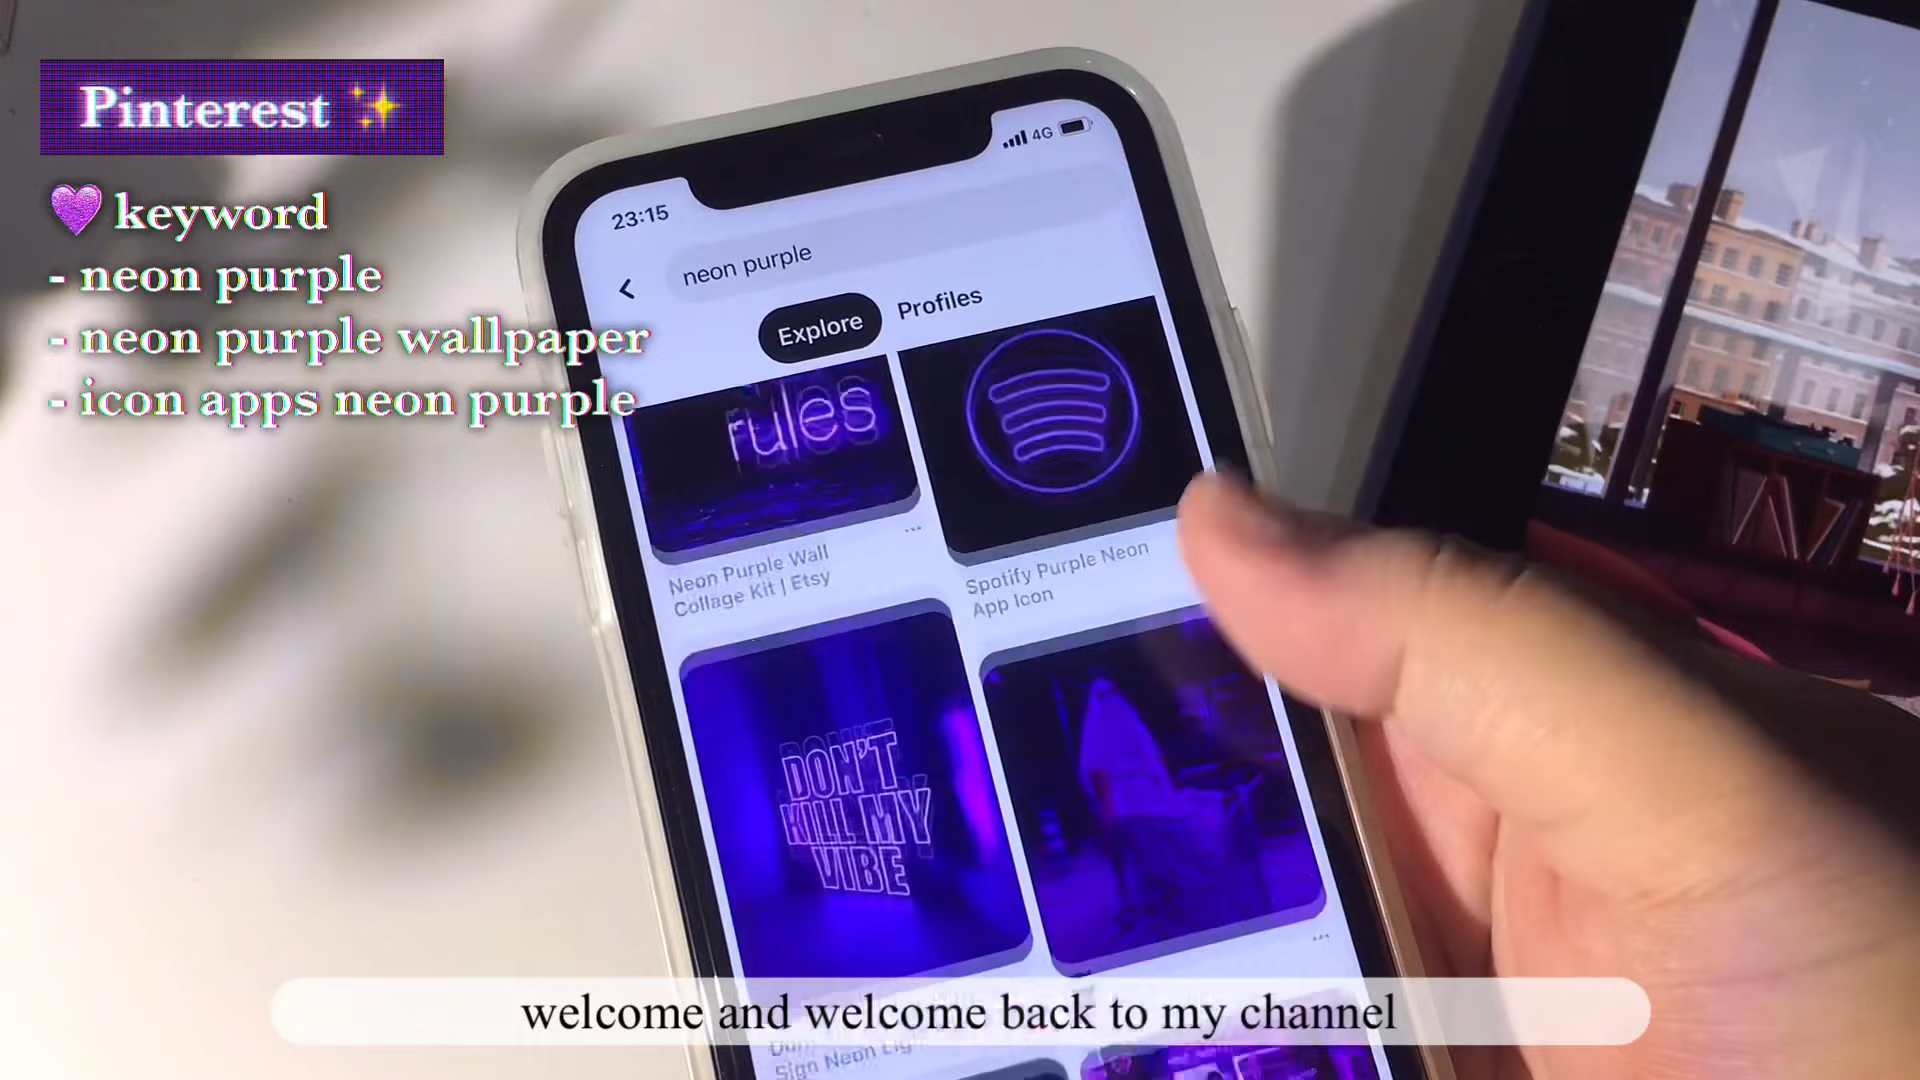 Pinterest
keyword
- neon purple
- neon purple wallpaper
- icon apps neon purple
4G
23:15
neon purple
Explore
Profiles
rules
Neon Purple Wall
Collage Kit | Etsy
Spotify Purple Neon
App Icon
DON'T
KILL MY
VIBE
welcome and welcome back to my channel
Sign Neon